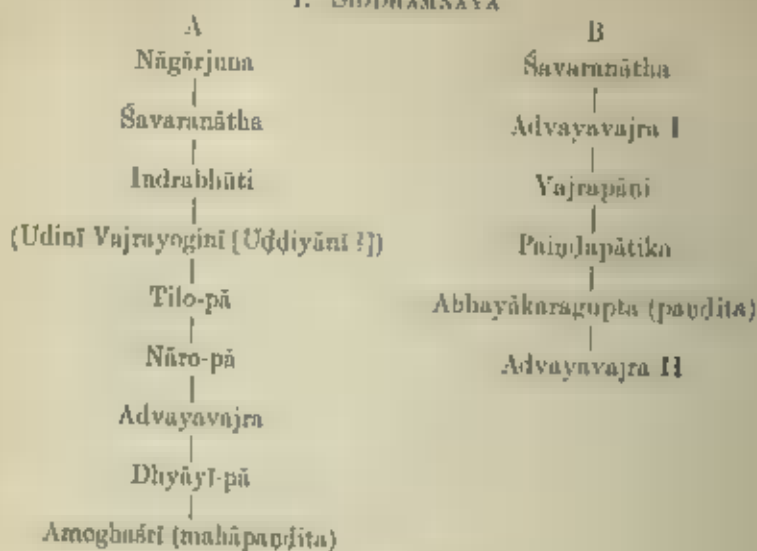 A
Nāgārjuna
Śavaranātha
Indrabhūti
(Udinī Vajrayoginī [Uḍḍiyānī ?])
Tilo-pā
Nāro-pā
Advayavajra
Dhyāyī-pā
Amoghaśrī (mahāpaṇḍita)
B
Śavaranātha
Advayavajra I
Vajrapāṇi
Paiṇḍapātika
Abhayākaragupta (paṇḍita)
Advayavajra II